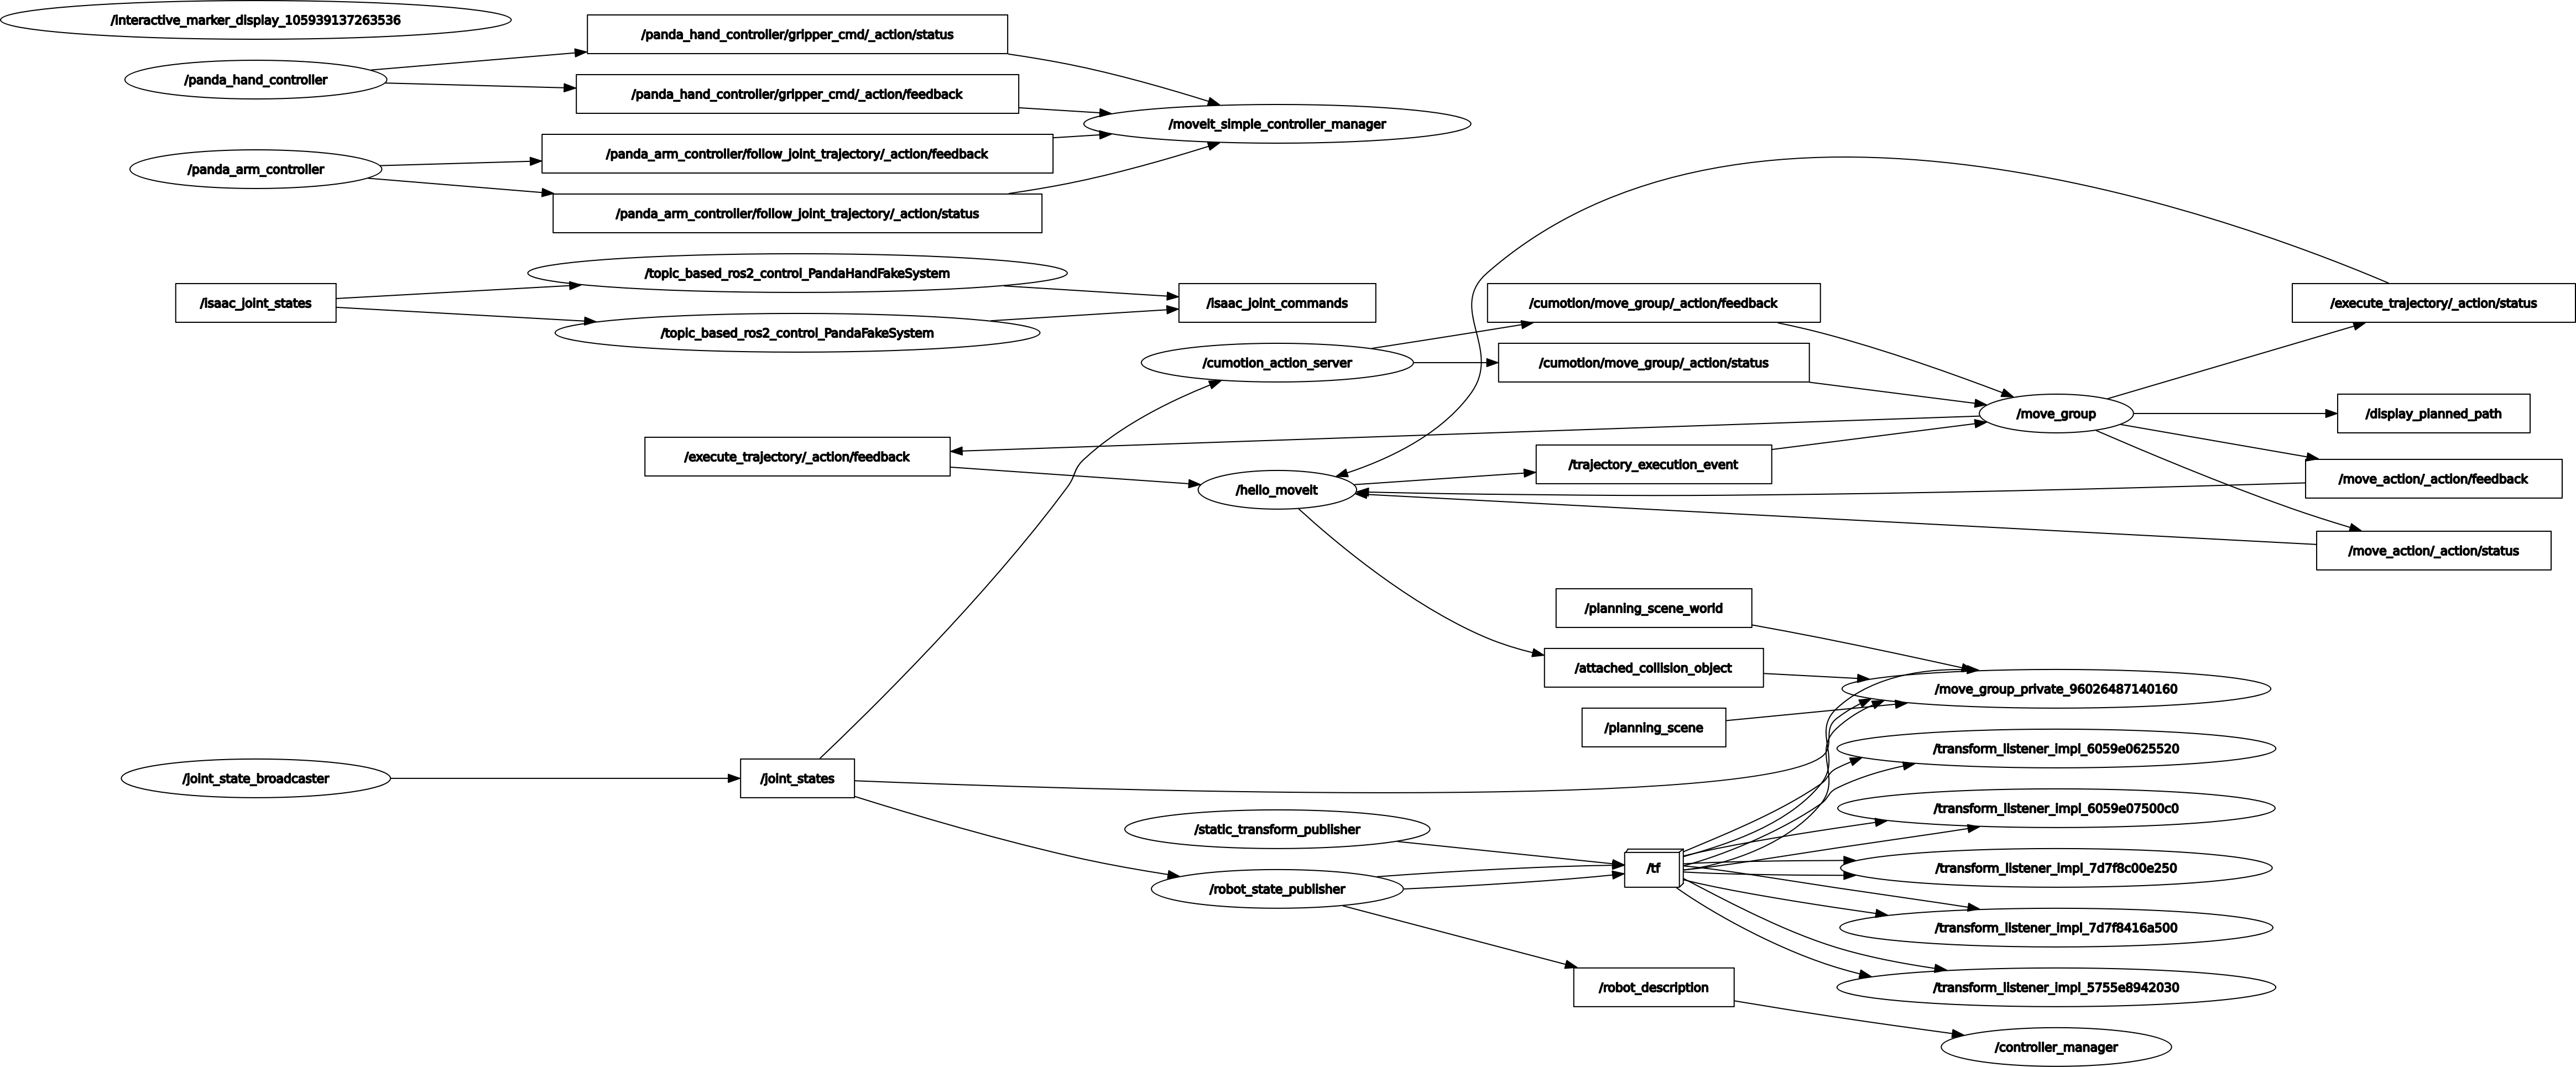 /interactive_marker_display_105939137263536
/panda_hand_controller/gripper_cmd/_action/status
/panda_hand_controller
/panda_hand_controller/gripper_cmd/_action/feedback
/moveit_simple_controller_manager
/panda_arm_controller/follow_joint_trajectory/_action/feedback
/panda_arm_controller
/panda_arm_controller/follow_joint_trajectory/_action/status
/topic_based_ros2_control_PandaHandFakeSystem
/isaac_joint_states
/isaac_joint_commands
/topic_based_ros2_control_PandaFakeSystem
/cumotion/move_group/_action/feedback
/execute_trajectory/_action/status
/cumotion_action_server
/cumotion/move_group/_action/status
/move_group
/display_planned_path
/execute_trajectory/_action/feedback
/trajectory_execution_event
/hello_moveit
/move_action/_action/feedback
/move_action/_action/status
/planning_scene_world
/attached_collision_object
/move_group_private_96026487140160
/planning_scene
/transform_listener_impl_6059e0625520
/joint_state_broadcaster
/joint_states
/transform_listener_impl_6059e07500c0
/static_transform_publisher
/tf
/transform_listener_impl_7d7f8c00e250
/robot_state_publisher
/transform_listener_impl_7d7f8416a500
/robot_description
/transform_listener_impl_5755e8942030
/controller_manager